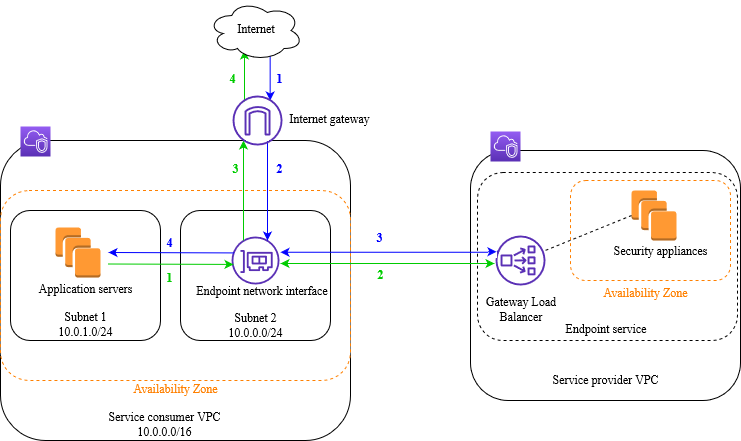 Internet
4
1
Internet gateway
3
2
4
3
1
2
Application servers
Endpoint network interface
Subnet 1
10.0.1.0/24
Subnet 2
10.0.0.0/24
Availability Zone
Service consumer VPC
10.0.0.0/16
Security appliances
Availability Zone
Gateway Load
Balancer
Endpoint service
Service provider VPC